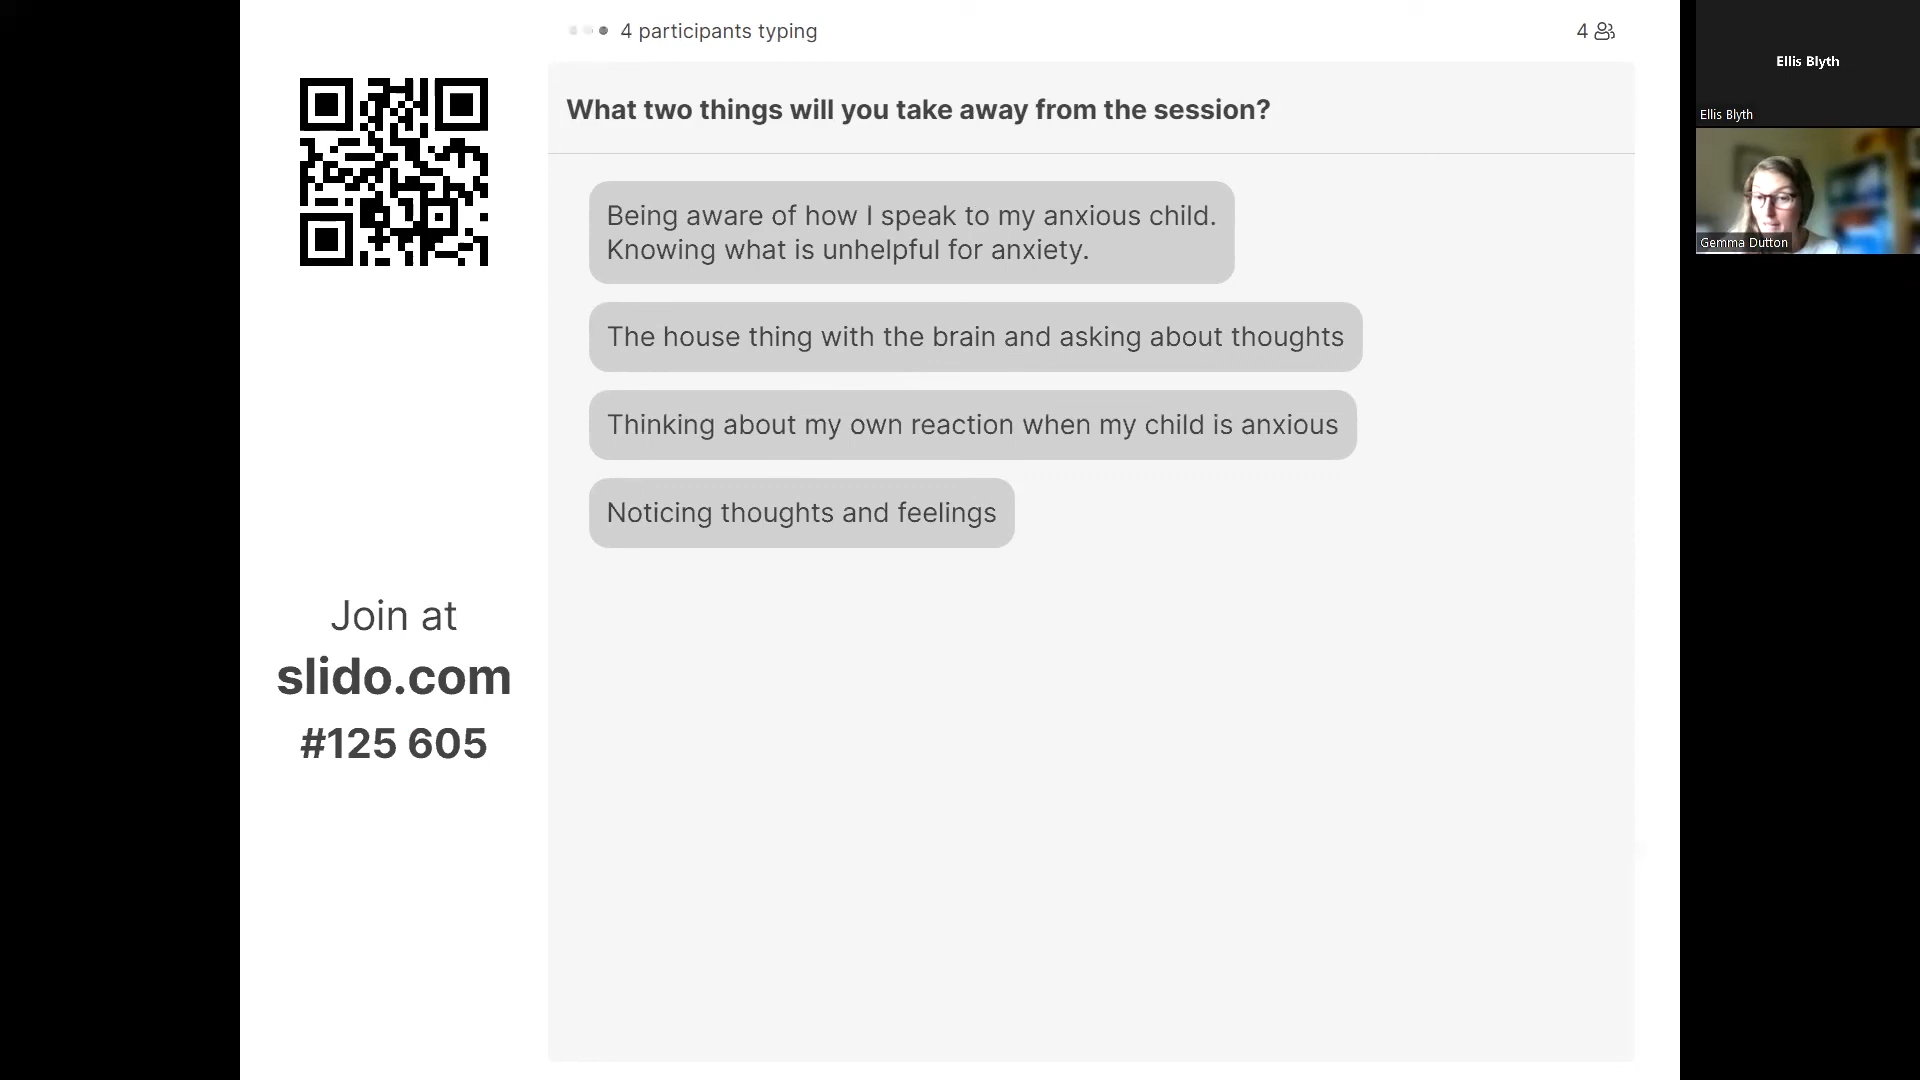 4 participants typing
4
What two things will you take away from the session?
Being aware of how I speak to my anxious child.
Knowing what is unhelpful for anxiety.
The house thing with the brain and asking about thoughts
Thinking about my own reaction when my child is anxious
Noticing thoughts and feelings
Join at
slido.com
#125 605
Ellis Blyth
Ellis Blyth
Gemma Dutton